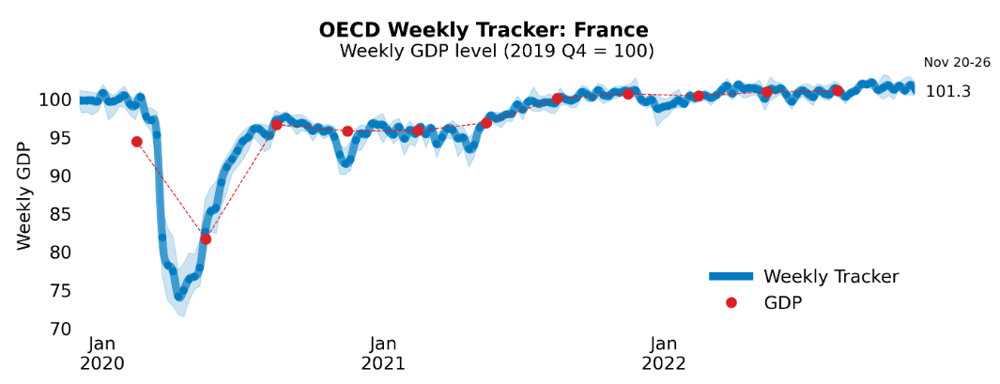 OECD Weekly Tracker: France
Weekly GDP level (2019 Q4 = 100)
Nov 20-26
101.3
Weekly GDP
100
95
90
85
80
75
70
Weekly Tracker
GDP
Jan
2020
Jan
2021
Jan
2022